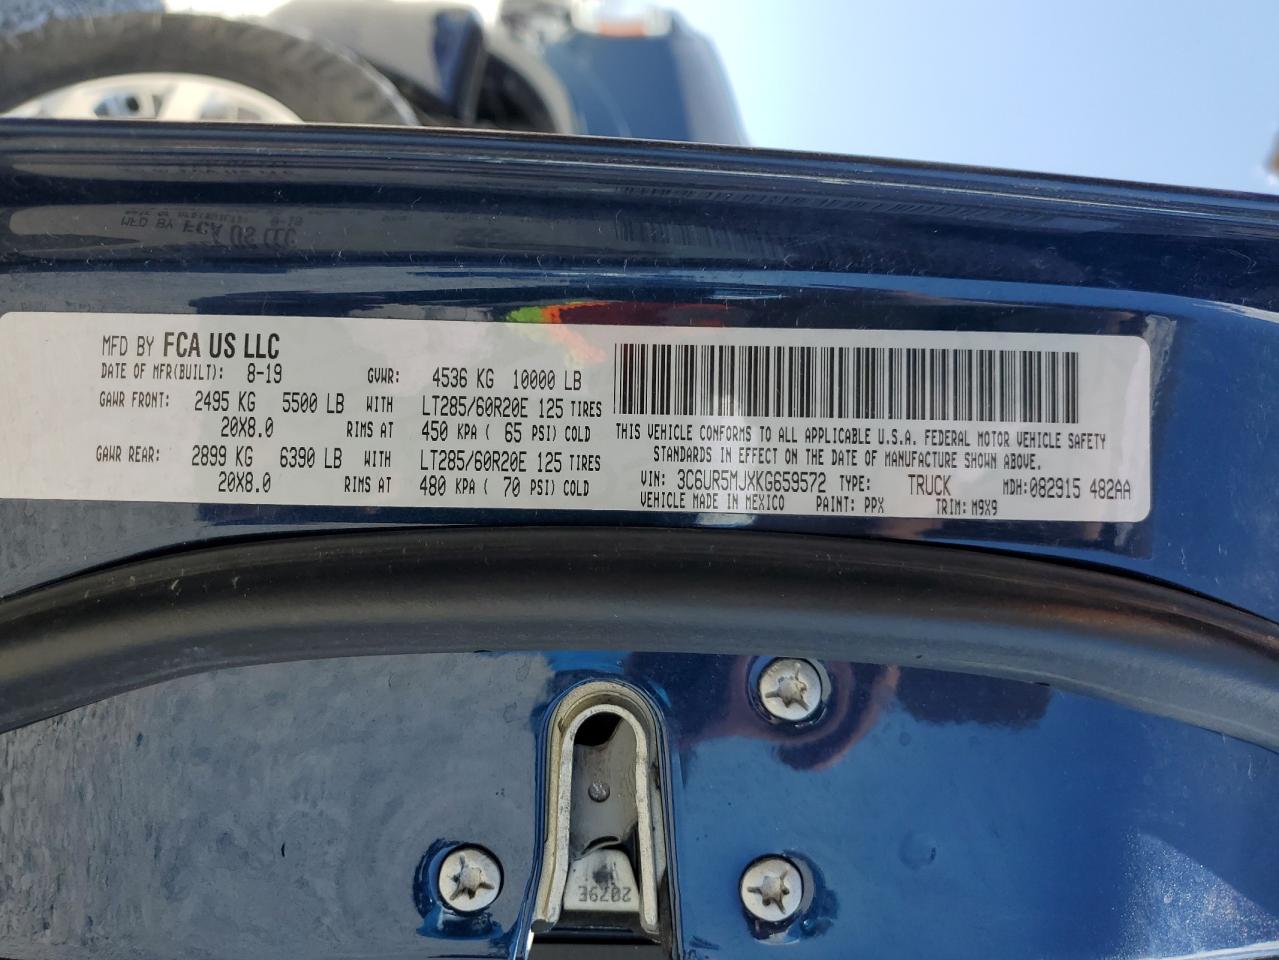 MFD BY FCA US LLC
DATE OF MFR(BUILT): 8-19 GVWR: 4536 KG 10000 LB
GAWR FRONT: 2495 KG 5500 LB WITH LT285/60R20E 125 TIRES
20X8.0 RIMS AT 450 KPA ( 65 PSI) COLD
GAWR REAR: 2899 KG 6390 LB WITH LT285/60R20E 125 TIRES
20X8.0 RIMS AT 480 KPA ( 70 PSI) COLD
THIS VEHICLE CONFORMS TO ALL APPLICABLE U.S.A. FEDERAL MOTOR VEHICLE SAFETY
STANDARDS IN EFFECT ON THE DATE OF MANUFACTURE SHOWN ABOVE.
VIN: 3C6UR5MJXKG659572 TYPE: TRUCK MDH:082915 482AA
VEHICLE MADE IN MEXICO PAINT: PPX TRIM: M9X9
2079E